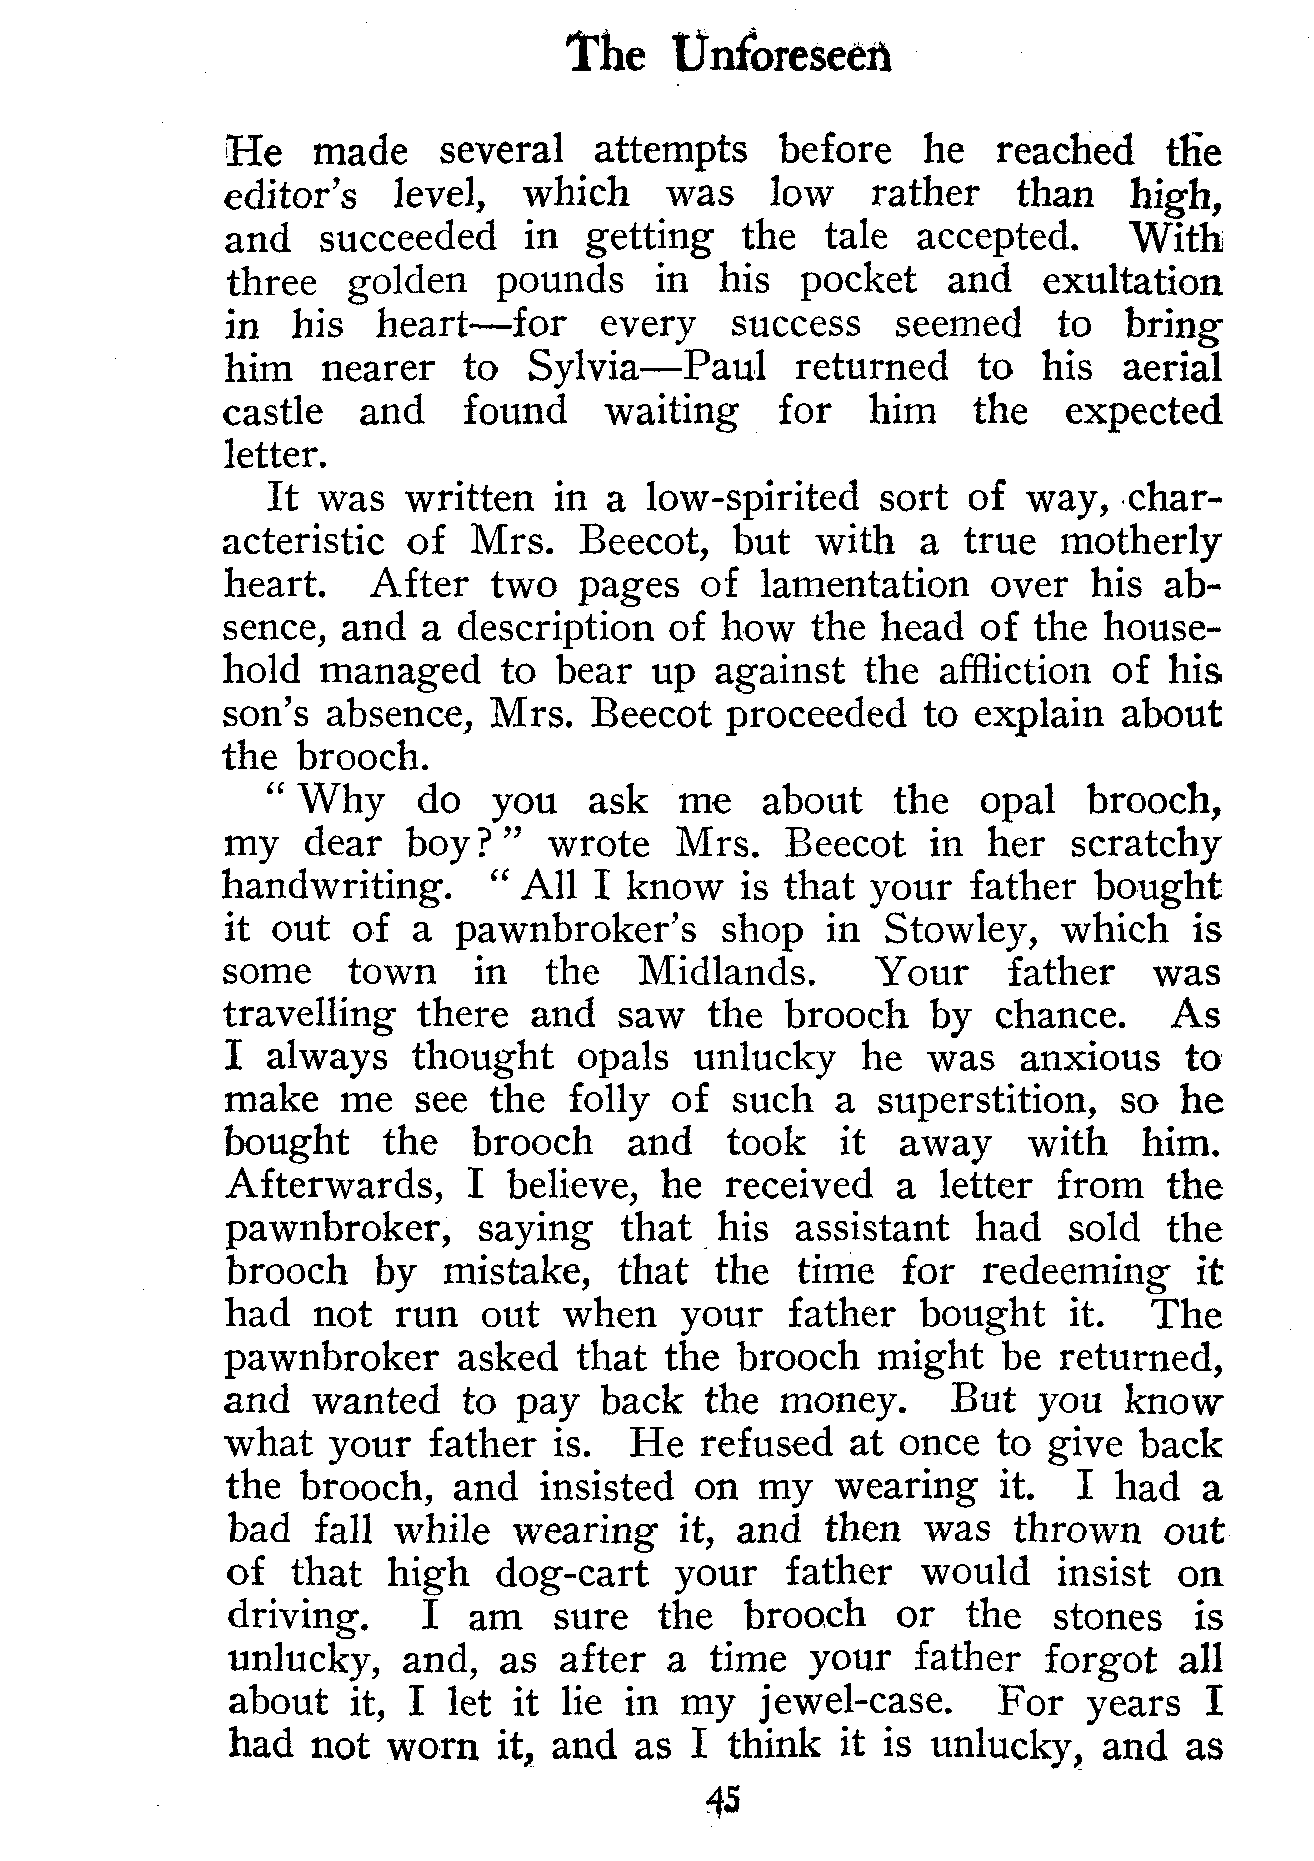 The Unforeseen
He made several attempts before he reached the
editor's level, which was low rather than high,
and succeeded in getting the tale accepted. With
three golden pounds in his pocket and exultation
in his heart—for every success seemed to bring
him nearer to Sylvia—Paul returned to his aerial
castle and found waiting for him the expected
letter.
It was written in a low-spirited sort of way, char-
acteristic of Mrs. Beecot, but with a true motherly
heart. After two pages of lamentation over his ab-
sence, and a description of how the head of the house-
hold managed to bear up against the affliction of his
son's absence, Mrs. Beecot proceeded to explain about
the brooch.
" Why do you ask me about the opal brooch,
my dear boy? " wrote Mrs. Beecot in her scratchy
handwriting. " All I know is that your father bought
it out of a pawnbroker's shop in Stowley, which is
some town in the Midlands. Your father was
travelling there and saw the brooch by chance. As
I always thought opals unlucky he was anxious to
make me see the folly of such a superstition, so he
bought the brooch and took it away with him.
Afterwards, I believe, he received a letter from the
pawnbroker, saying that his assistant had sold the
brooch by mistake, that the time for redeeming it
had not run out when your father bought it. The
pawnbroker asked that the brooch might be returned,
and wanted to pay back the money. But you know
what your father is. He refused at once to give back
the brooch, and insisted on my wearing it. I had a
bad fall while wearing it, and then was thrown out
of that high dog-cart your father would insist on
driving. I am sure the brooch or the stones is
unlucky, and, as after a time your father forgot all
about it, I let it lie in my jewel-case. For years I
had not worn it, and as I think it is unlucky, and as
45